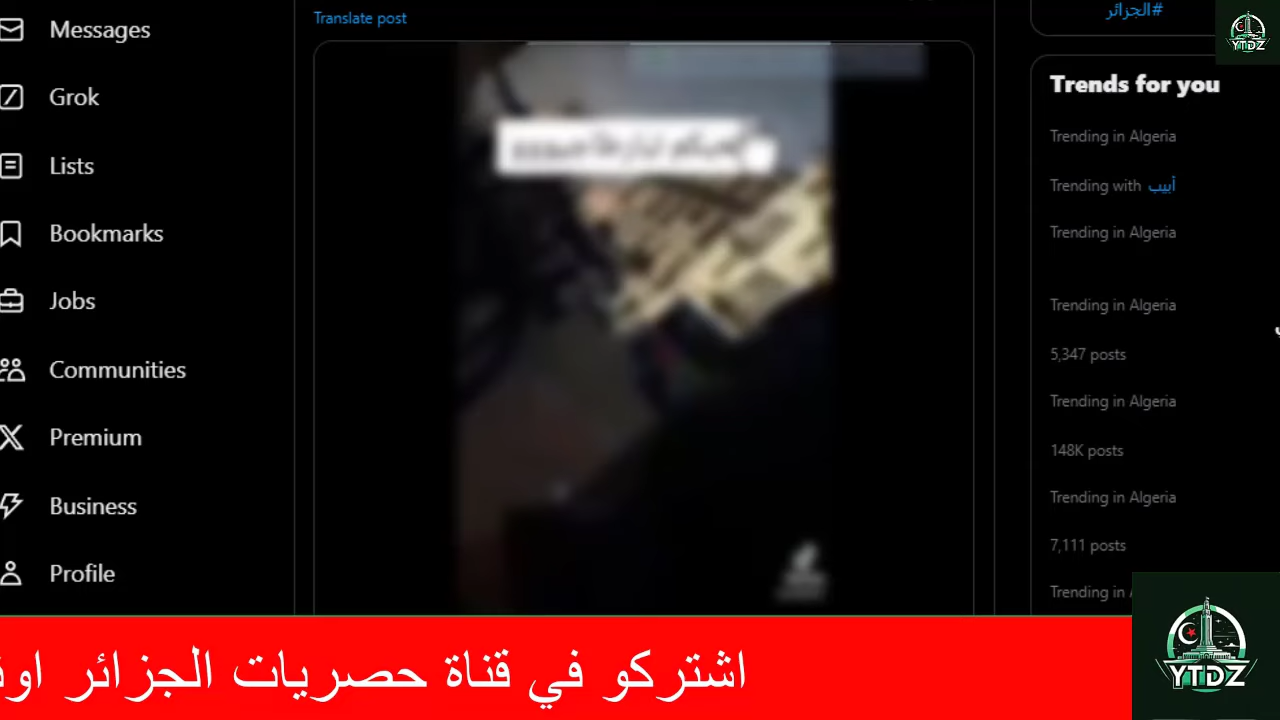 Messages
Grok
Lists
Bookmarks
Jobs
Communities
Premium
Business
Profile
Translate post
#الجزائر
YTDZ
Trends for you
Trending in Algeria
Trending with أبيب
Trending in Algeria
Trending in Algeria
5,347 posts
Trending in Algeria
148K posts
Trending in Algeria
7,111 posts
Trending in
اشتركو في قناة حصريات الجزائر
YTDZ